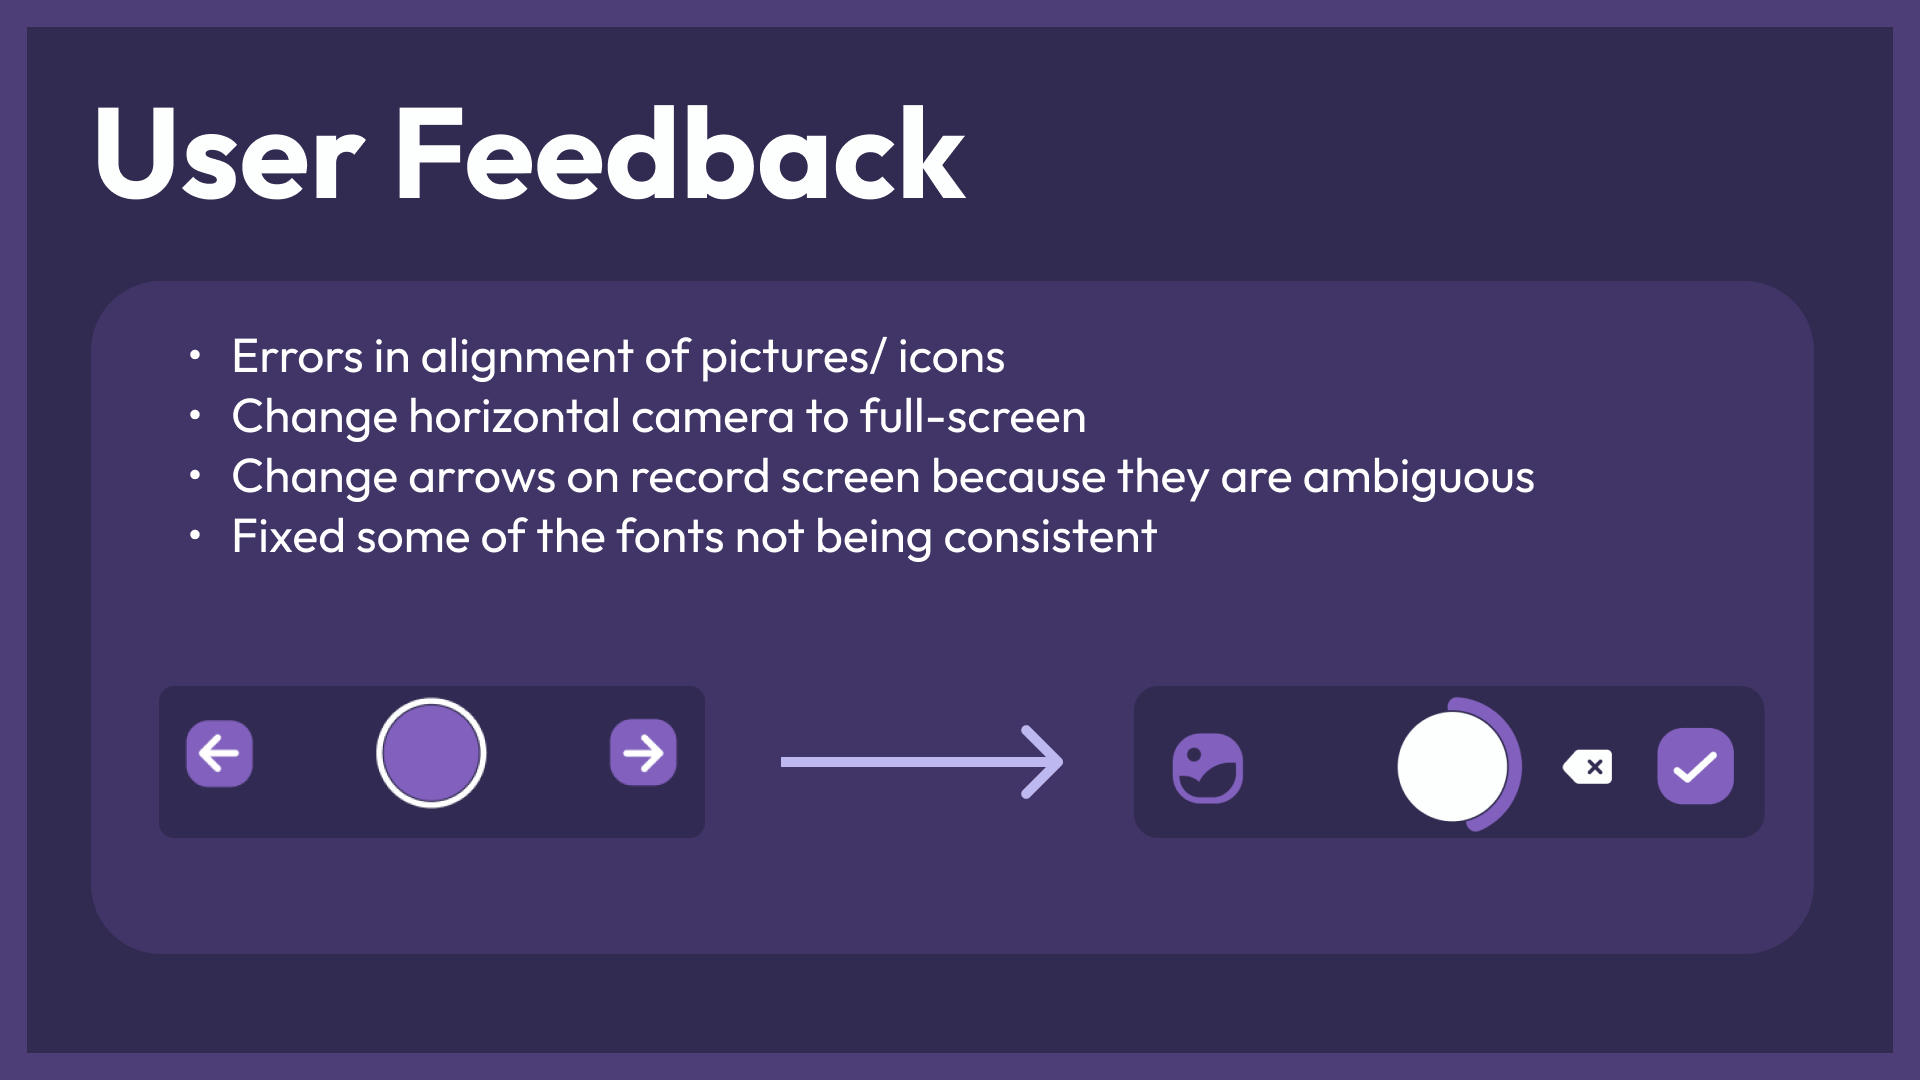 User Feedback
• Errors in alignment of pictures/ icons
• Change horizontal camera to full-screen
• Change arrows on record screen because they are ambiguous
• Fixed some of the fonts not being consistent